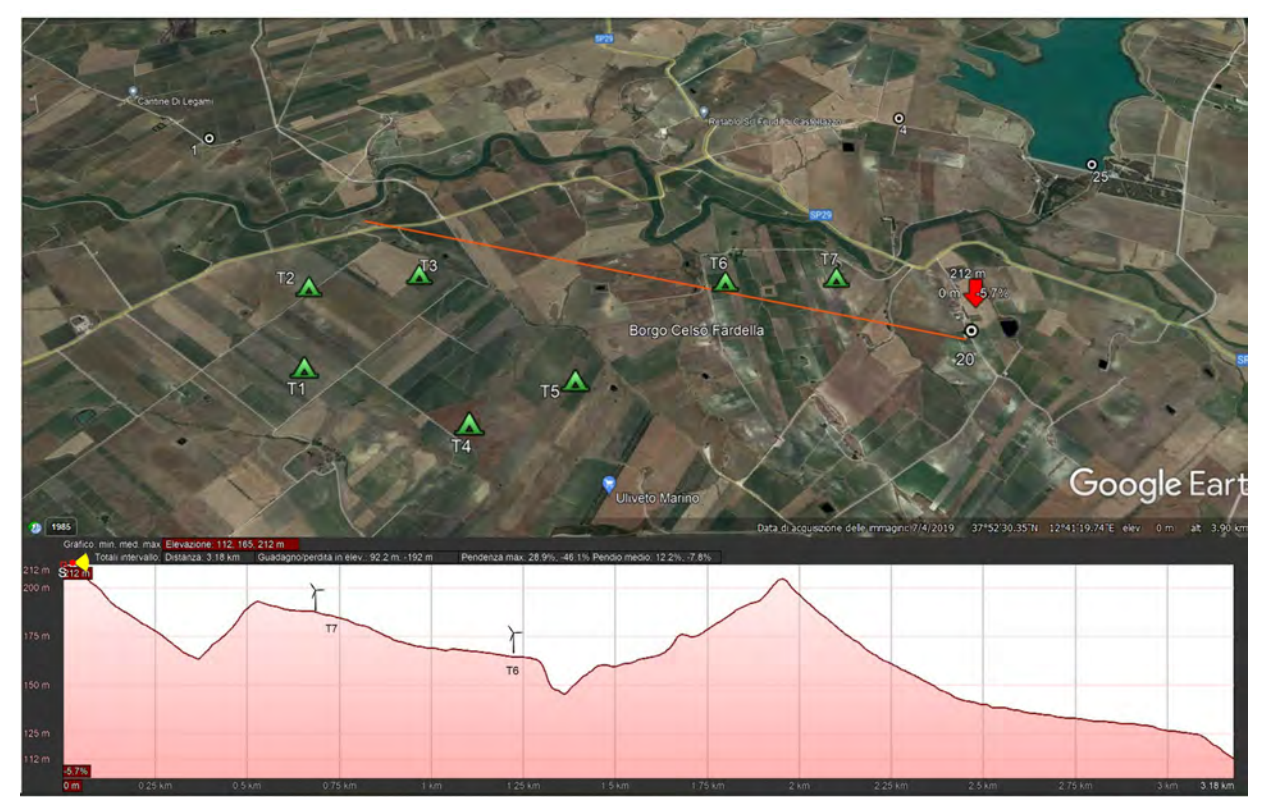 SP29
Cantine Di Legami
1
4
25
SP29
T2
T3
T6
T7
212 m
0 m -5.7%
Borgo Celso Fardella
20
T1
T5
T4
Uliveto Marino
Google Eart
1985
Data di acquisizione delle immagini: 7/4/2019 37°52'30.35"N 12°41'19.74"E elev 0 m alt 3.90 km
Grafico: min, med, max Elevazione: 112, 165, 212 m
Totali intervallo: Distanza: 3.18 km Guadagno/perdita in elev.: 92.2 m, -192 m Pendenza max: 28.9%, -46.1% Pendio medio: 12.2%, -7.8%
212 m
S 212 m
200 m
175 m
T7
T6
150 m
125 m
112 m
-5.7%
0 m 0.25 km 0.5 km 0.75 km 1 km 1.25 km 1.5 km 1.75 km 2 km 2.25 km 2.5 km 2.75 km 3 km 3.18 km